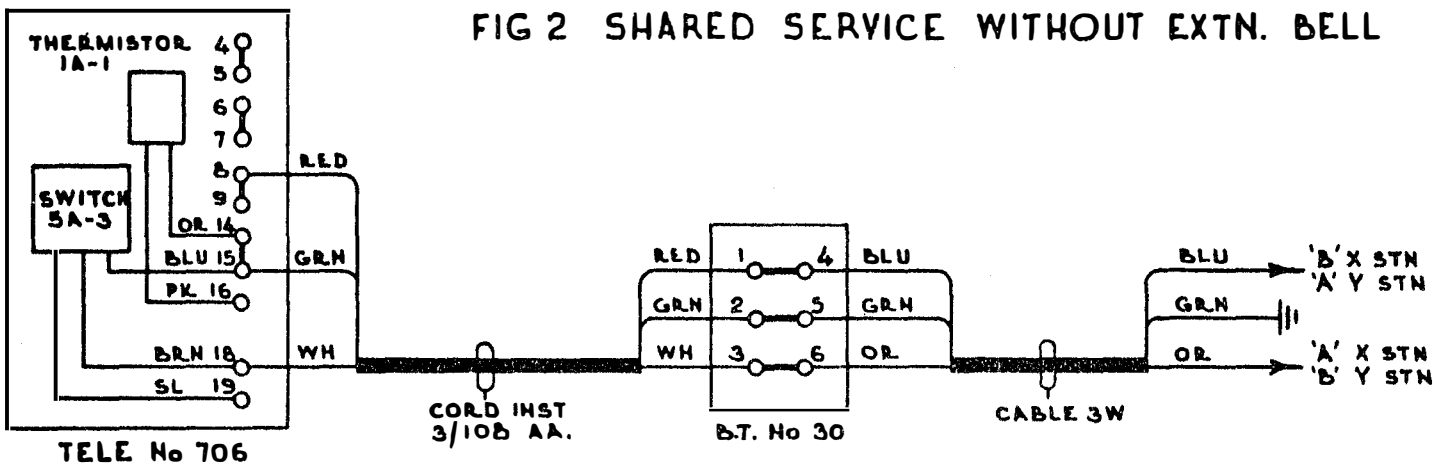 FIG 2 SHARED SERVICE WITHOUT EXTN. BELL
THERMISTOR
1A-1
4
5
6
7
8
9
SWITCH
5A-3
OR 14
BLU 15
PK 16
BRN 18
SL 19
TELE No 706
RED
GRN
WH
CORD INST
3/10B AA.
RED 1 4 BLU
GRN 2 5 GRN
WH 3 6 OR
B.T. No 30
CABLE 3W
BLU
'B' X STN
'A' Y STN
GRN
OR
'A' X STN
'B' Y STN